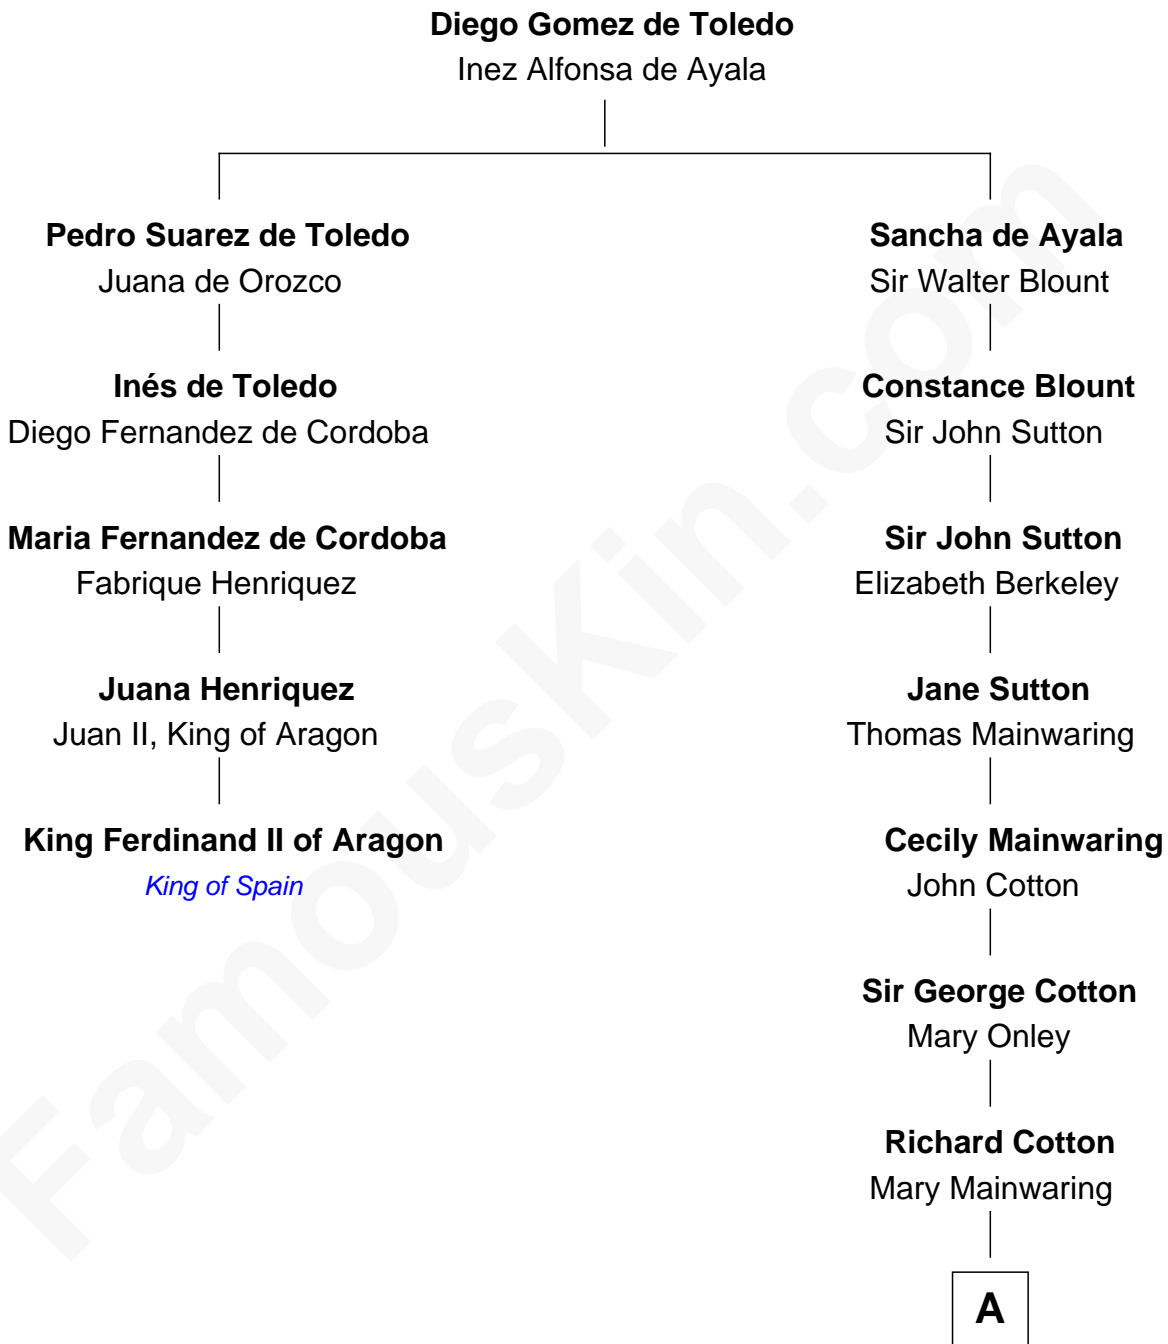 Diego Gomez de Toledo
Inez Alfonsa de Ayala
Pedro Suarez de Toledo
Juana de Orozco
Inés de Toledo
Diego Fernandez de Cordoba
Maria Fernandez de Cordoba
Fabrique Henriquez
Juana Henriquez
Juan II, King of Aragon
King Ferdinand II of Aragon
King of Spain
Sancha de Ayala
Sir Walter Blount
Constance Blount
Sir John Sutton
Sir John Sutton
Elizabeth Berkeley
Jane Sutton
Thomas Mainwaring
Cecily Mainwaring
John Cotton
Sir George Cotton
Mary Onley
Richard Cotton
Mary Mainwaring
A
FamousKin.com